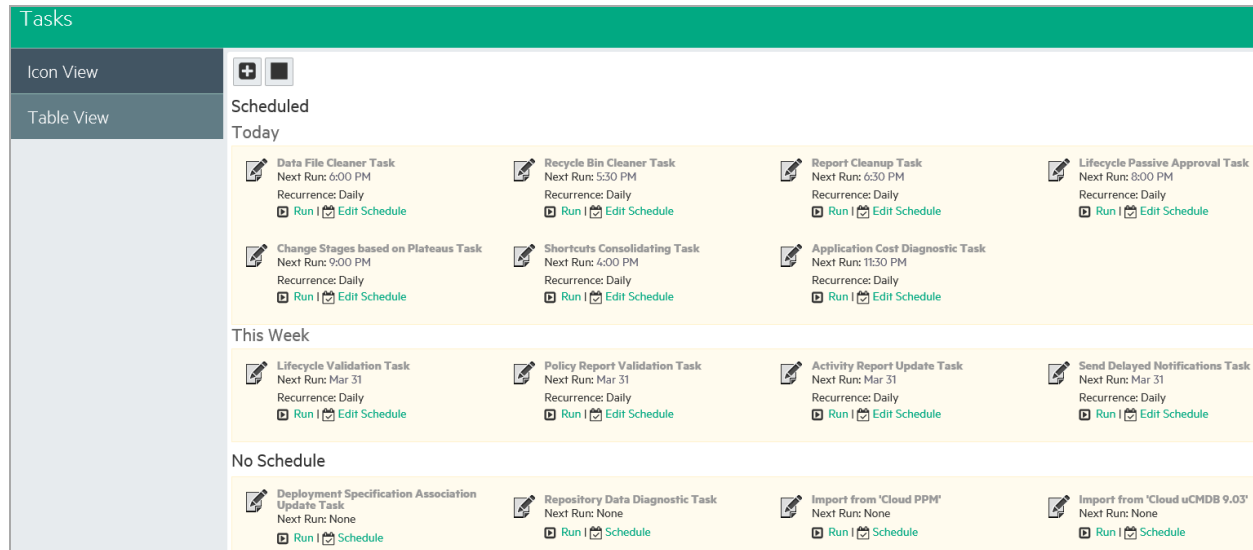 Tasks
Icon View
Table View
Scheduled
Today
Data File Cleaner Task
Next Run: 6:00 PM
Recurrence: Daily
Run | Edit Schedule
Recycle Bin Cleaner Task
Next Run: 5:30 PM
Recurrence: Daily
Run | Edit Schedule
Report Cleanup Task
Next Run: 6:30 PM
Recurrence: Daily
Run | Edit Schedule
Lifecycle Passive Approval Task
Next Run: 8:00 PM
Recurrence: Daily
Run | Edit Schedule
Change Stages based on Plateaus Task
Next Run: 9:00 PM
Recurrence: Daily
Run | Edit Schedule
Shortcuts Consolidating Task
Next Run: 4:00 PM
Recurrence: Daily
Run | Edit Schedule
Application Cost Diagnostic Task
Next Run: 11:30 PM
Recurrence: Daily
Run | Edit Schedule
This Week
Lifecycle Validation Task
Next Run: Mar 31
Recurrence: Daily
Run | Edit Schedule
Policy Report Validation Task
Next Run: Mar 31
Recurrence: Daily
Run | Edit Schedule
Activity Report Update Task
Next Run: Mar 31
Recurrence: Daily
Run | Edit Schedule
Send Delayed Notifications Task
Next Run: Mar 31
Recurrence: Daily
Run | Edit Schedule
No Schedule
Deployment Specification Association
Update Task
Next Run: None
Run | Schedule
Repository Data Diagnostic Task
Next Run: None
Run | Schedule
Import from 'Cloud PPM'
Next Run: None
Run | Schedule
Import from 'Cloud uCMDB 9.03'
Next Run: None
Run | Schedule